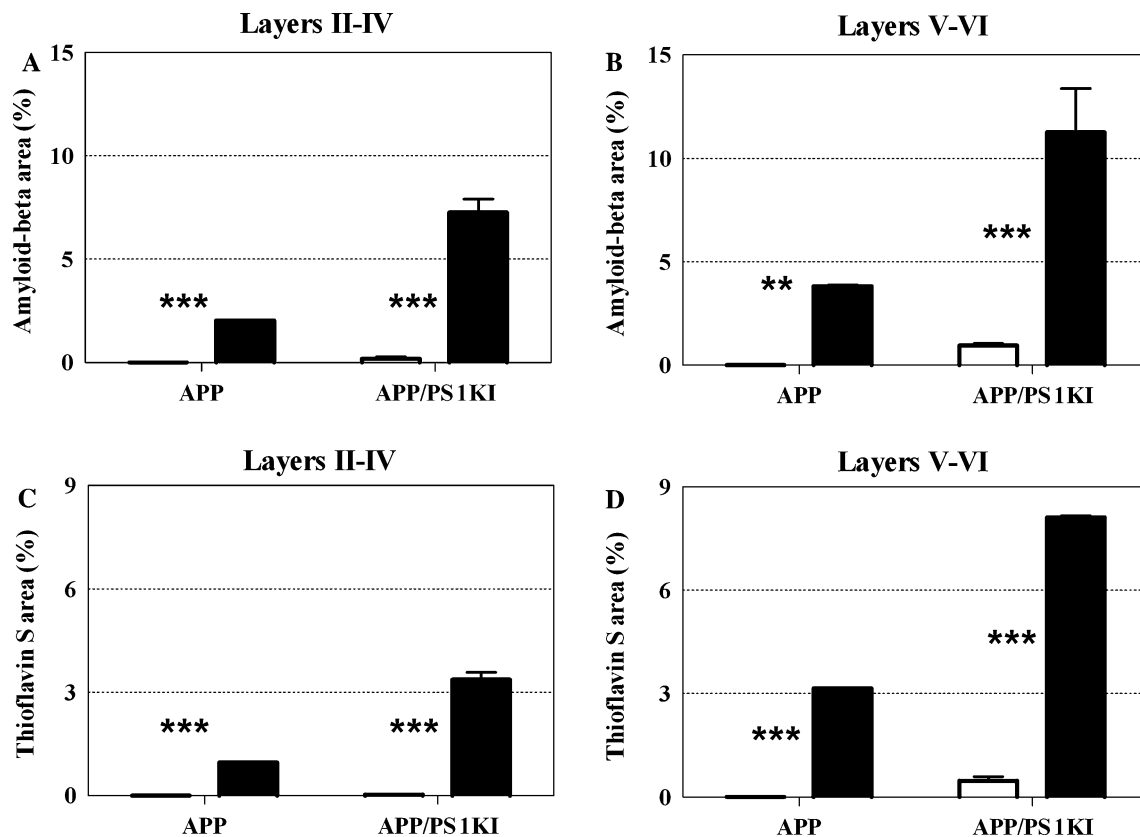 Layers II-IV
A
Amyloid-beta area (%)
15
10
5
0
***
***
APP
APP/PS1KI
Layers V-VI
B
Amyloid-beta area (%)
15
10
5
0
**
***
APP
APP/PS1KI
Layers II-IV
C
Thioflavin S area (%)
9
6
3
0
***
***
APP
APP/PS1KI
Layers V-VI
D
Thioflavin S area (%)
9
6
3
0
***
***
APP
APP/PS1KI